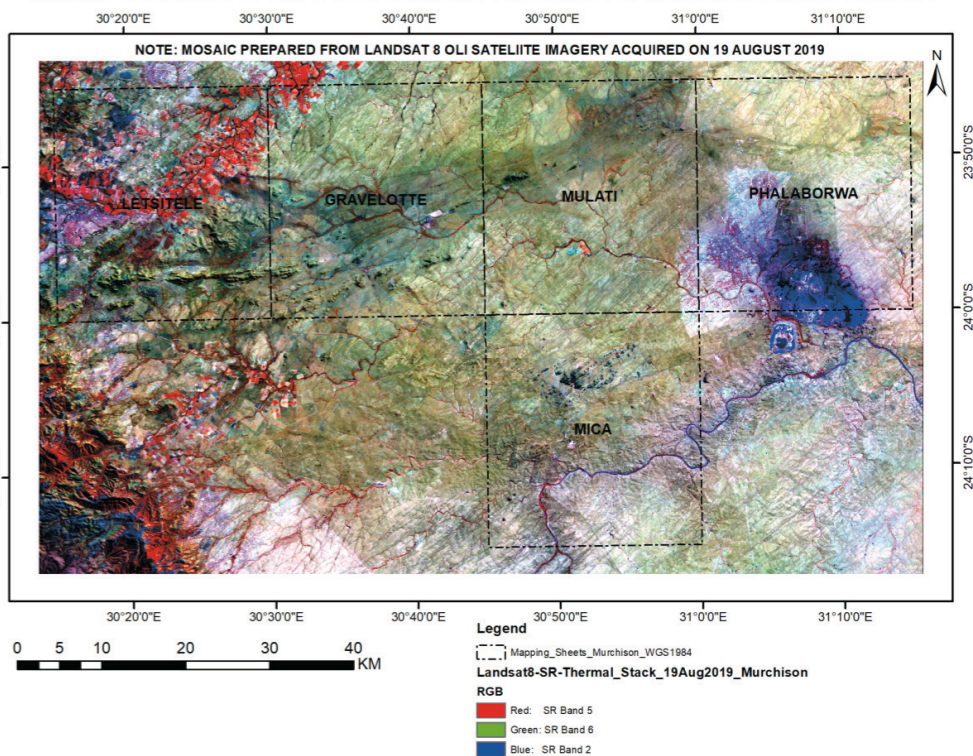 30°20'0"E 30°30'0"E 30°40'0"E 30°50'0"E 31°0'0"E 31°10'0"E
NOTE: MOSAIC PREPARED FROM LANDSAT 8 OLI SATELIITE IMAGERY ACQUIRED ON 19 AUGUST 2019
N
23°50'0"S
LETSITELE GRAVELOTTE MULATI PHALABORWA
24°0'0"S
MICA
24°10'0"S
30°20'0"E 30°30'0"E 30°40'0"E 30°50'0"E 31°0'0"E 31°10'0"E
0 5 10 20 30 40
KM
Legend
Mapping_Sheets_Murchison_WGS1984
Landsat8-SR-Thermal_Stack_19Aug2019_Murchison
RGB
Red: SR Band 5
Green: SR Band 6
Blue: SR Band 2